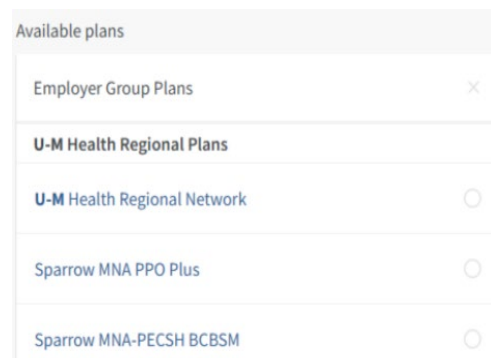 Available plans
Employer Group Plans
U-M Health Regional Plans
U-M Health Regional Network
Sparrow MNA PPO Plus
Sparrow MNA-PECSH BCBSM